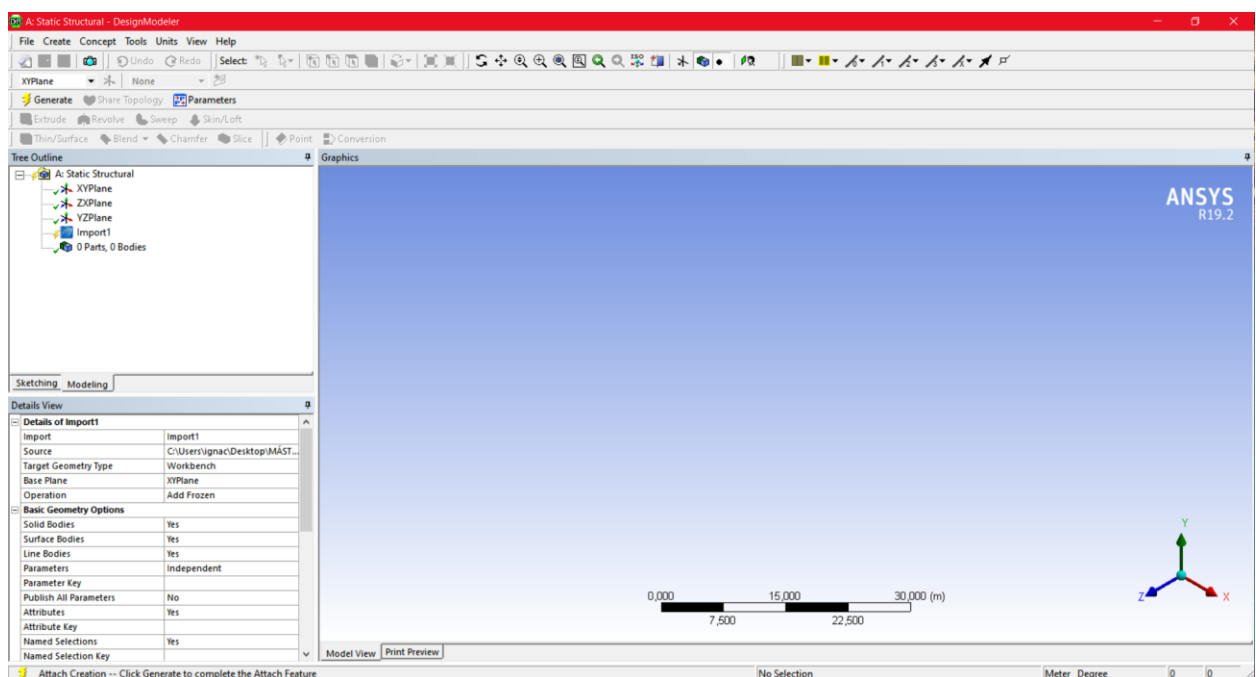 A: Static Structural - DesignModeler
File Create Concept Tools Units View Help
Undo Redo Select:
XYPlane None
Generate Share Topology Parameters
Extrude Revolve Sweep Skin/Loft
Thin/Surface Blend Chamfer Slice Point Conversion
Tree Outline
A: Static Structural
XYPlane
ZXPlane
YZPlane
Import1
0 Parts, 0 Bodies
Sketching Modeling
Details View
Details of Import1
Import Import1
Source C:\Users\ignac\Desktop\MÁST...
Target Geometry Type Workbench
Base Plane XYPlane
Operation Add Frozen
Basic Geometry Options
Solid Bodies Yes
Surface Bodies Yes
Line Bodies Yes
Parameters Independent
Parameter Key
Publish All Parameters No
Attributes Yes
Attribute Key
Named Selections Yes
Named Selection Key
Graphics
ANSYS
R19.2
0,000 15,000 30,000 (m)
7,500 22,500
Y
Z X
Model View Print Preview
Attach Creation -- Click Generate to complete the Attach Feature No Selection Meter Degree 0 0